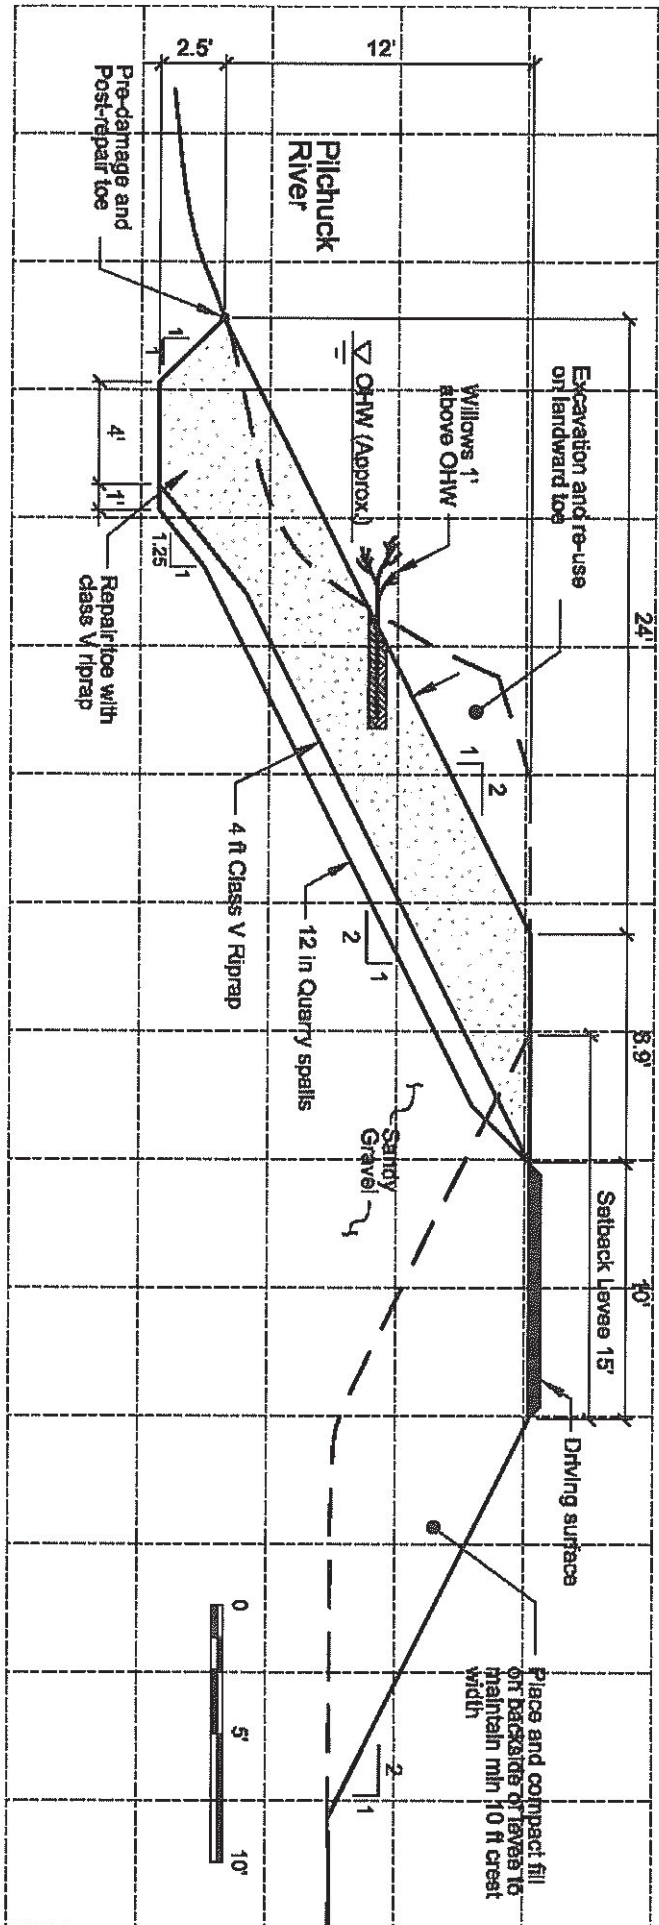 12'
2.5'
Pre-damage and
Post-repair toe
Pilchuck
River
OHW (Approx.)
Willows 1'
above OHW
Excavation and re-use
on landward toe
24'
8.9'
10'
Setback Levee 15'
Driving surface
Place and compact fill
on backside of levee to
maintain min 10 ft crest
width
1
1
4'
1'
1.25
1
Repair toe with
class V riprap
4 ft Class V Riprap
12 in Quarry spalls
2
1
2
1
Sandy
Gravel
2
1
0
5'
10'